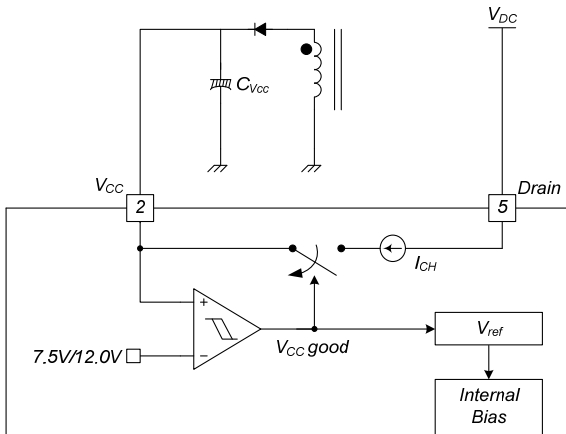 V_DC
C_Vcc
V_CC
2
5
Drain
I_CH
+
−
7.5V/12.0V
V_CC good
V_ref
Internal
Bias